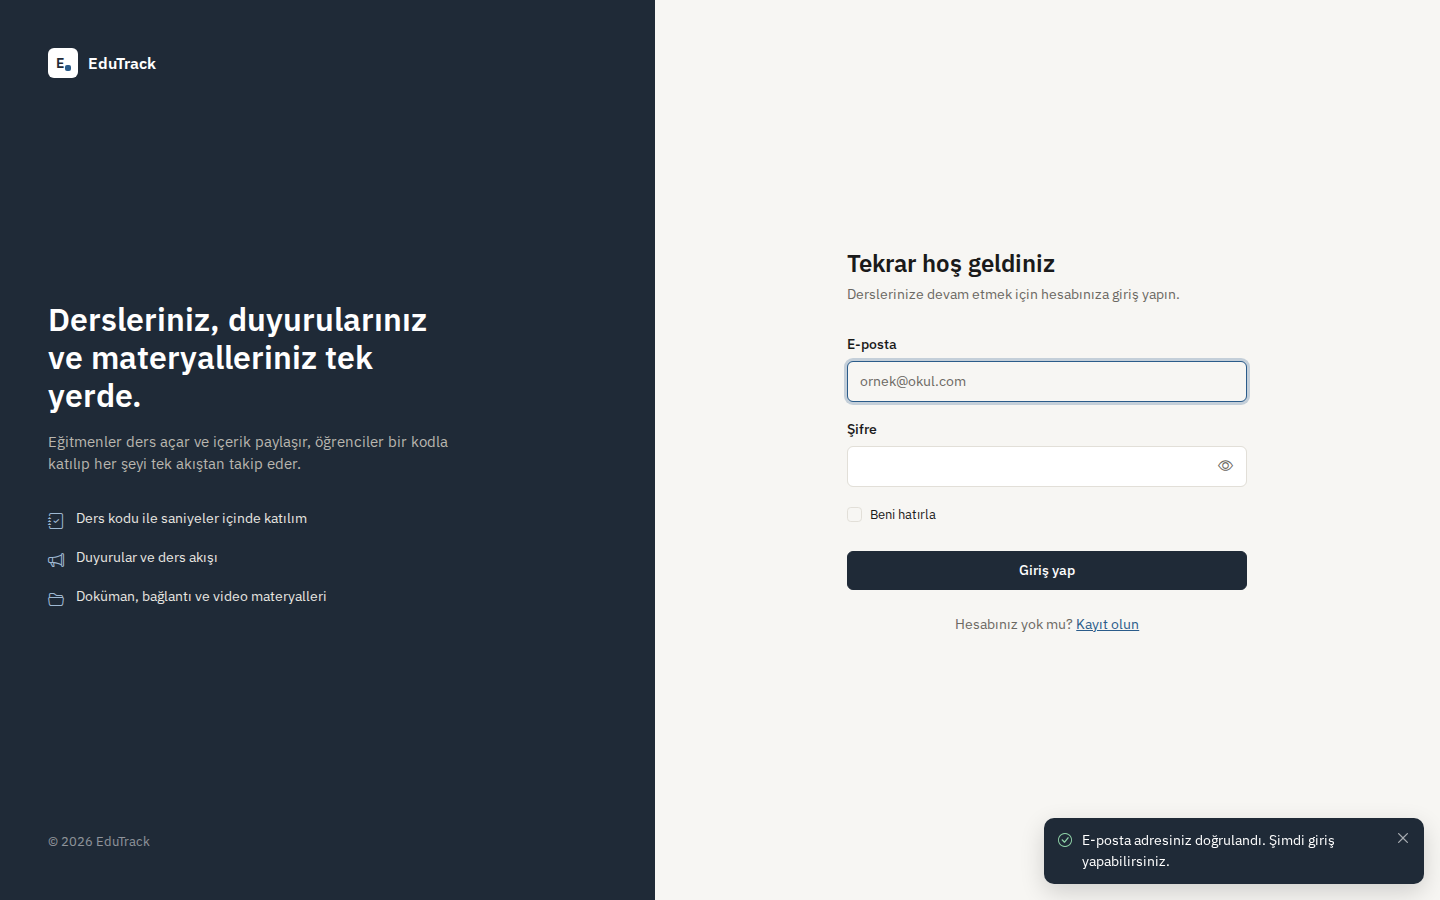 E.
EduTrack
Dersleriniz, duyurularınız
ve materyalleriniz tek
yerde.
Eğitmenler ders açar ve içerik paylaşır, öğrenciler bir kodla
katılıp her şeyi tek akıştan takip eder.
Ders kodu ile saniyeler içinde katılım
Duyurular ve ders akışı
Doküman, bağlantı ve video materyalleri
© 2026 EduTrack
Tekrar hoş geldiniz
Derslerinize devam etmek için hesabınıza giriş yapın.
E-posta
ornek@okul.com
Şifre
Beni hatırla
Giriş yap
Hesabınız yok mu? Kayıt olun
E-posta adresiniz doğrulandı. Şimdi giriş
yapabilirsiniz.